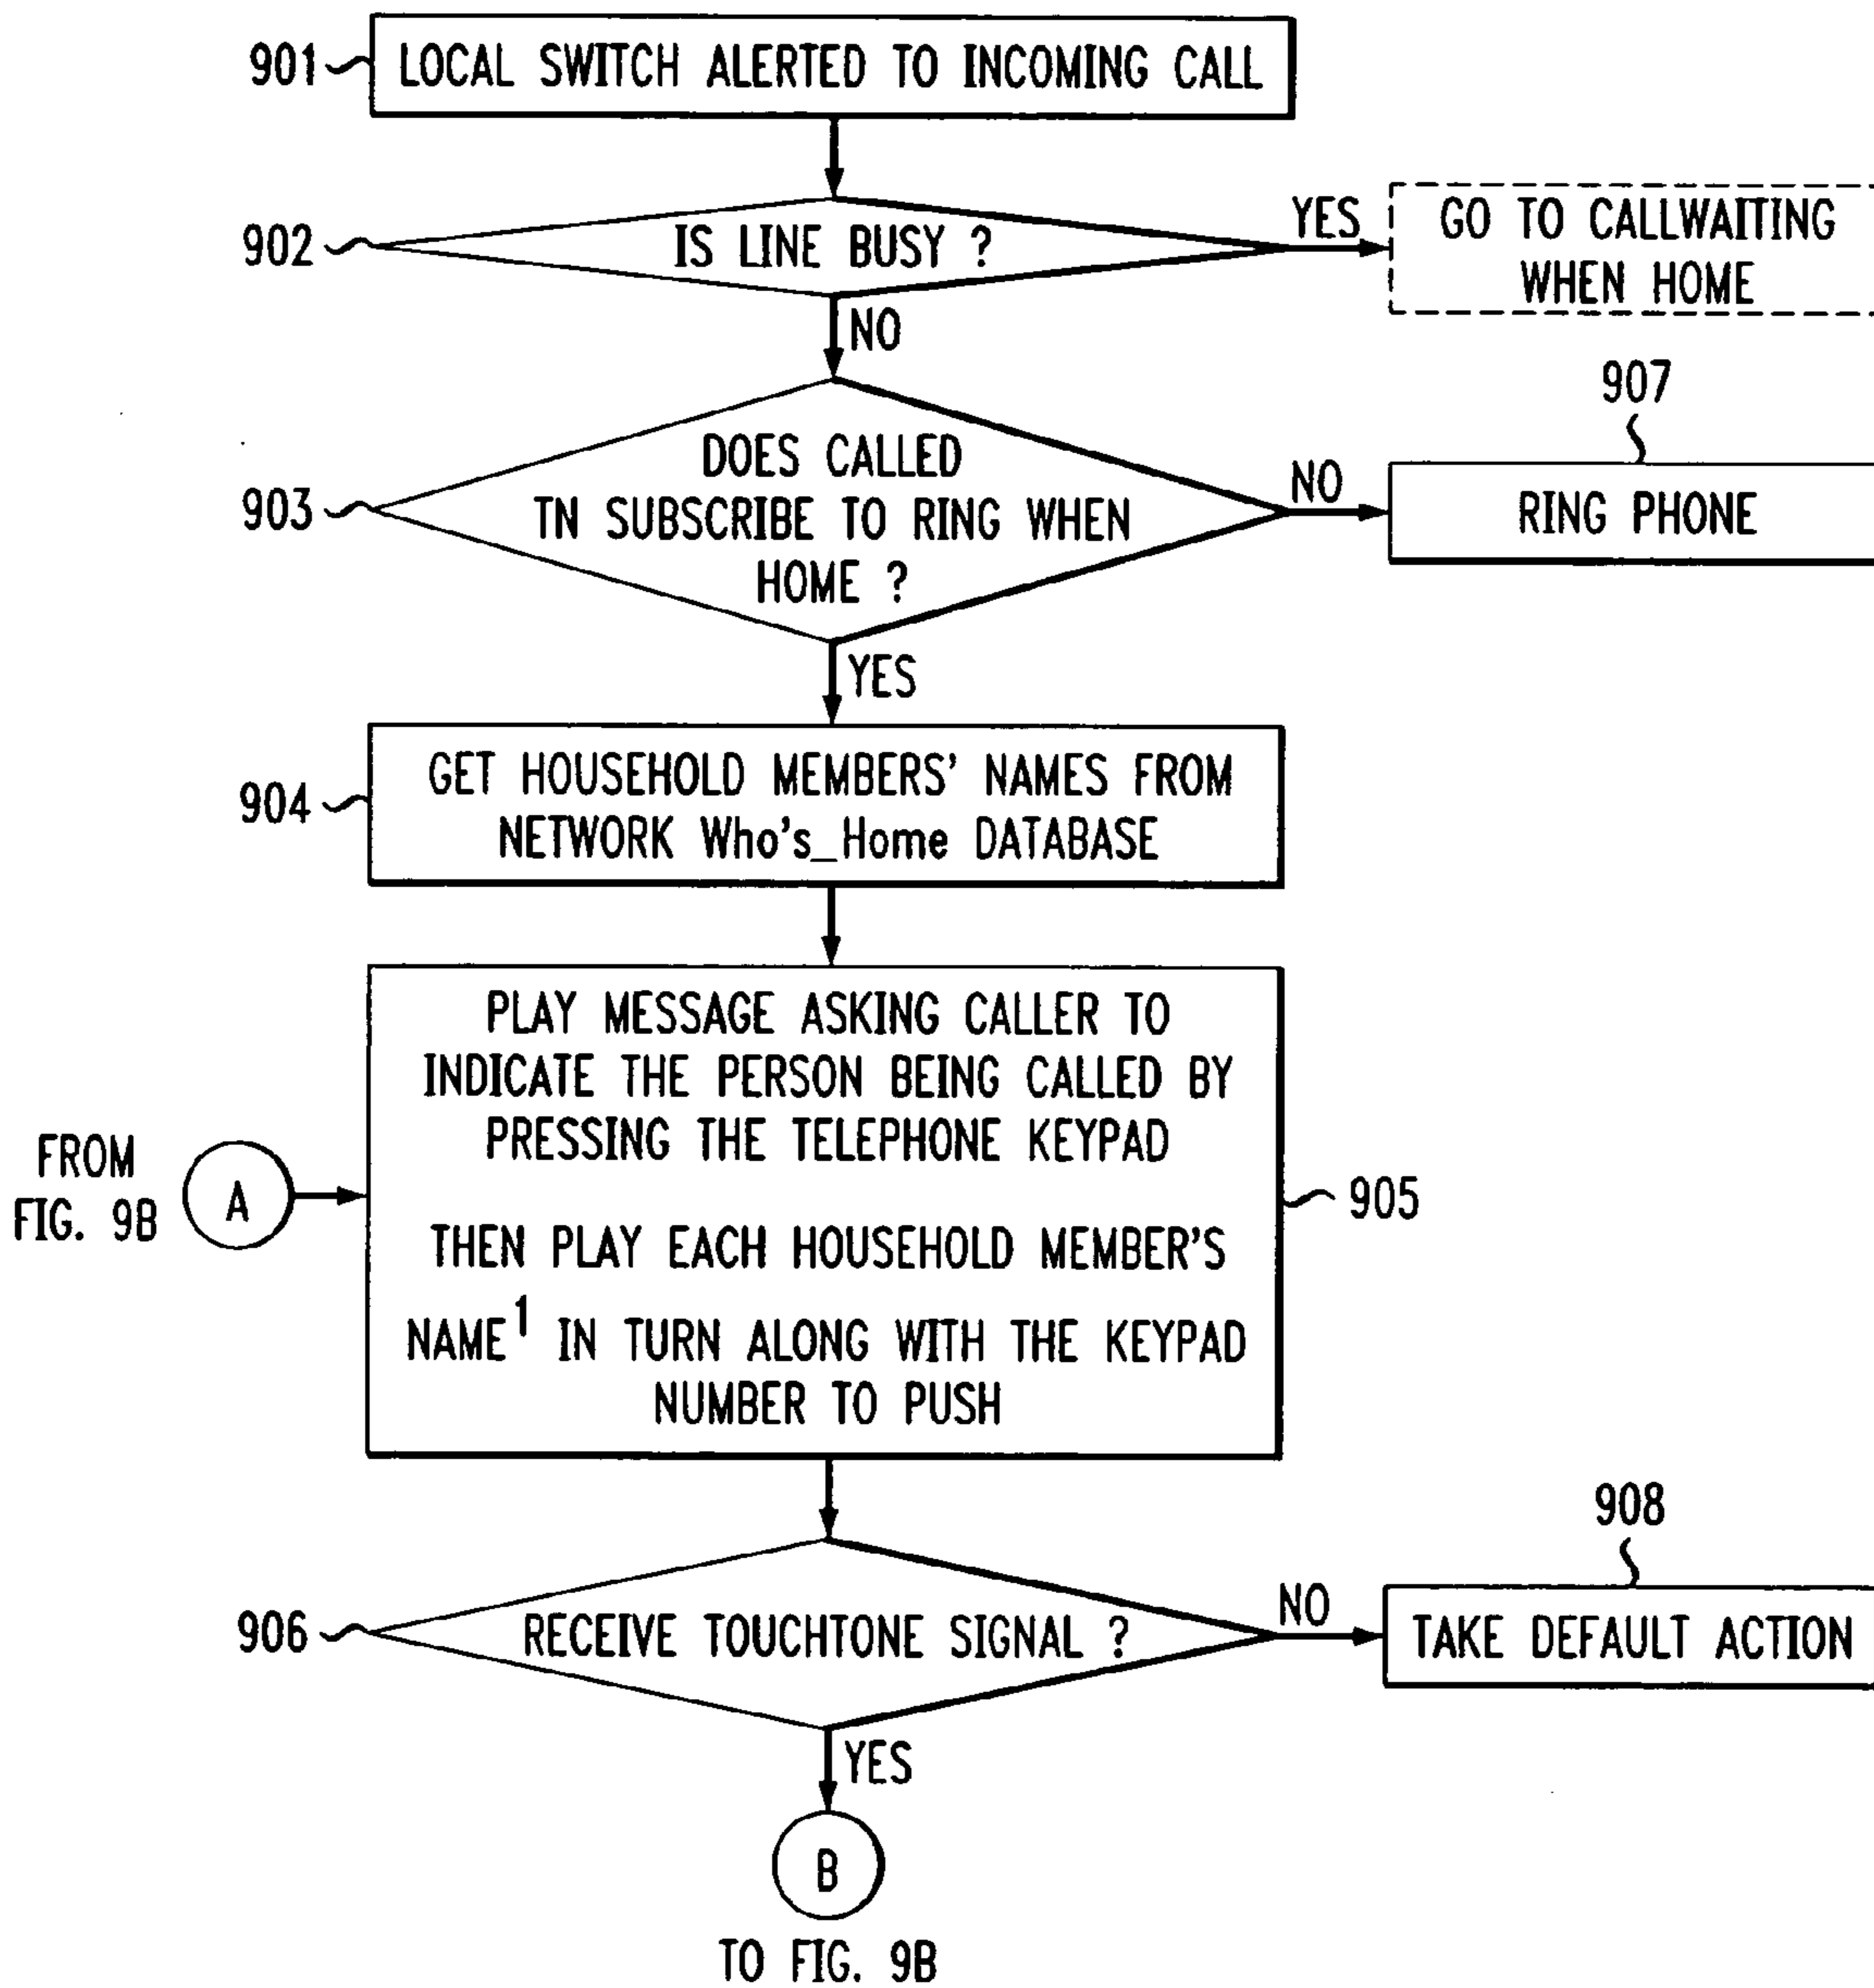 901
LOCAL SWITCH ALERTED TO INCOMING CALL
902
IS LINE BUSY ?
YES
GO TO CALLWAITING
WHEN HOME
NO
907
903
DOES CALLED
TN SUBSCRIBE TO RING WHEN
HOME ?
NO
RING PHONE
YES
904
GET HOUSEHOLD MEMBERS' NAMES FROM
NETWORK Who's_Home DATABASE
FROM
FIG. 9B
A
PLAY MESSAGE ASKING CALLER TO
INDICATE THE PERSON BEING CALLED BY
PRESSING THE TELEPHONE KEYPAD
THEN PLAY EACH HOUSEHOLD MEMBER'S
NAME¹ IN TURN ALONG WITH THE KEYPAD
NUMBER TO PUSH
905
908
906
RECEIVE TOUCHTONE SIGNAL ?
NO
TAKE DEFAULT ACTION
YES
B
TO FIG. 9B